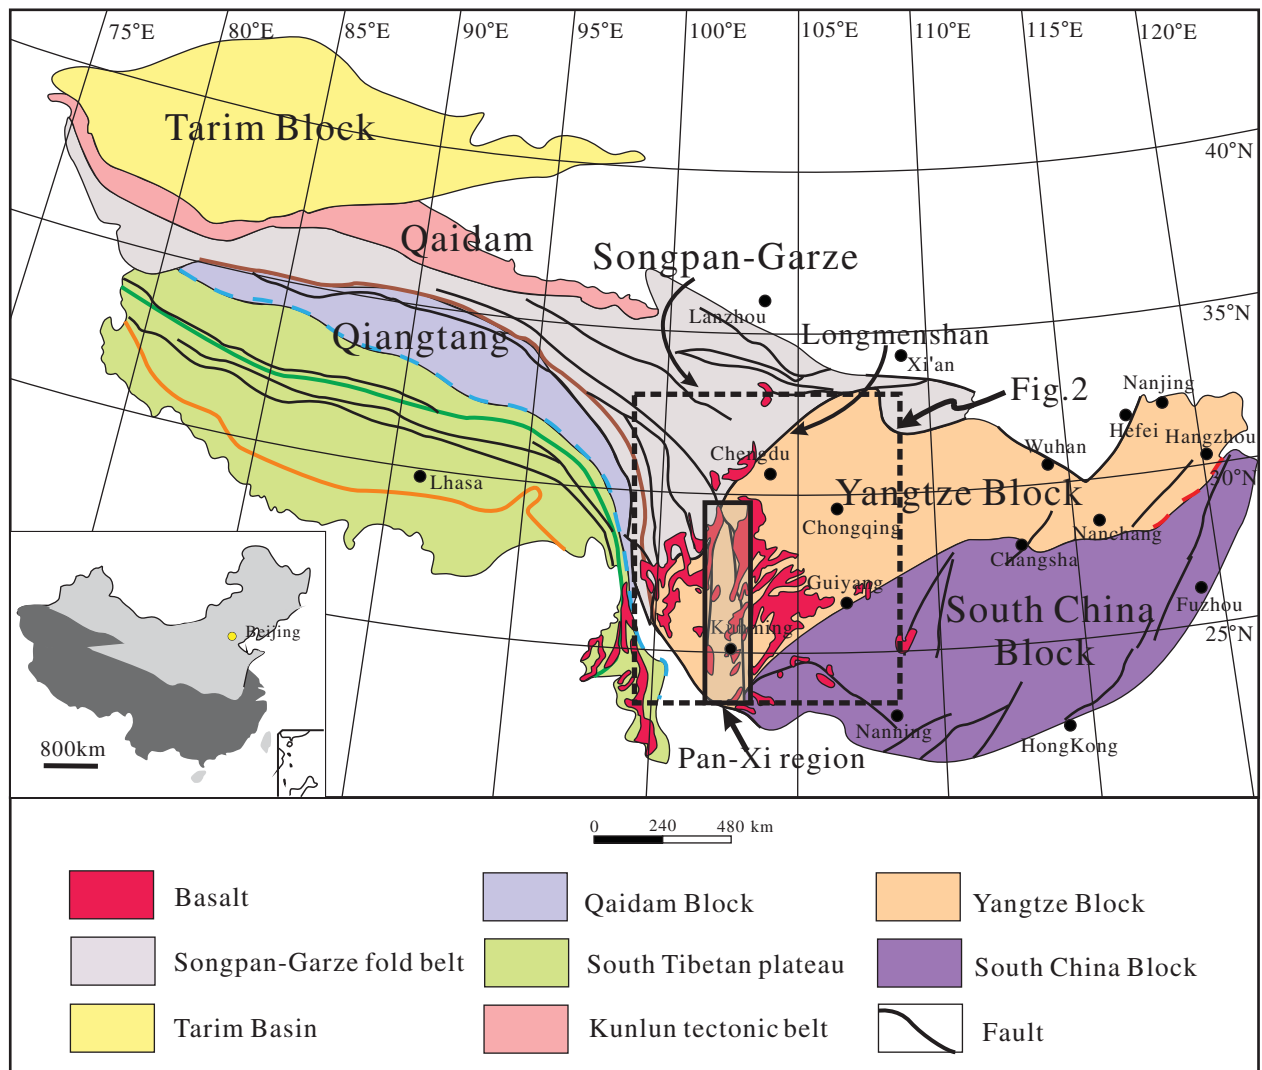 75°E
80°E
85°E
90°E
95°E
100°E
105°E
110°E
115°E
120°E
Tarim Block
40°N
Qaidam
Songpan-Garze
Lanzhou
35°N
Qiangtang
Longmenshan
Xi'an
Fig.2
Nanjing
Hefei
Hangzhou
Wuhan
Chengdu
30°N
Lhasa
Yangtze Block
Chongqing
Nanchang
Changsha
Guiyang
South China
Block
Fuzhou
25°N
Kunming
Beijing
Nanning
HongKong
800km
Pan-Xi region
0 240 480 km
Basalt
Qaidam Block
Yangtze Block
Songpan-Garze fold belt
South Tibetan plateau
South China Block
Tarim Basin
Kunlun tectonic belt
Fault